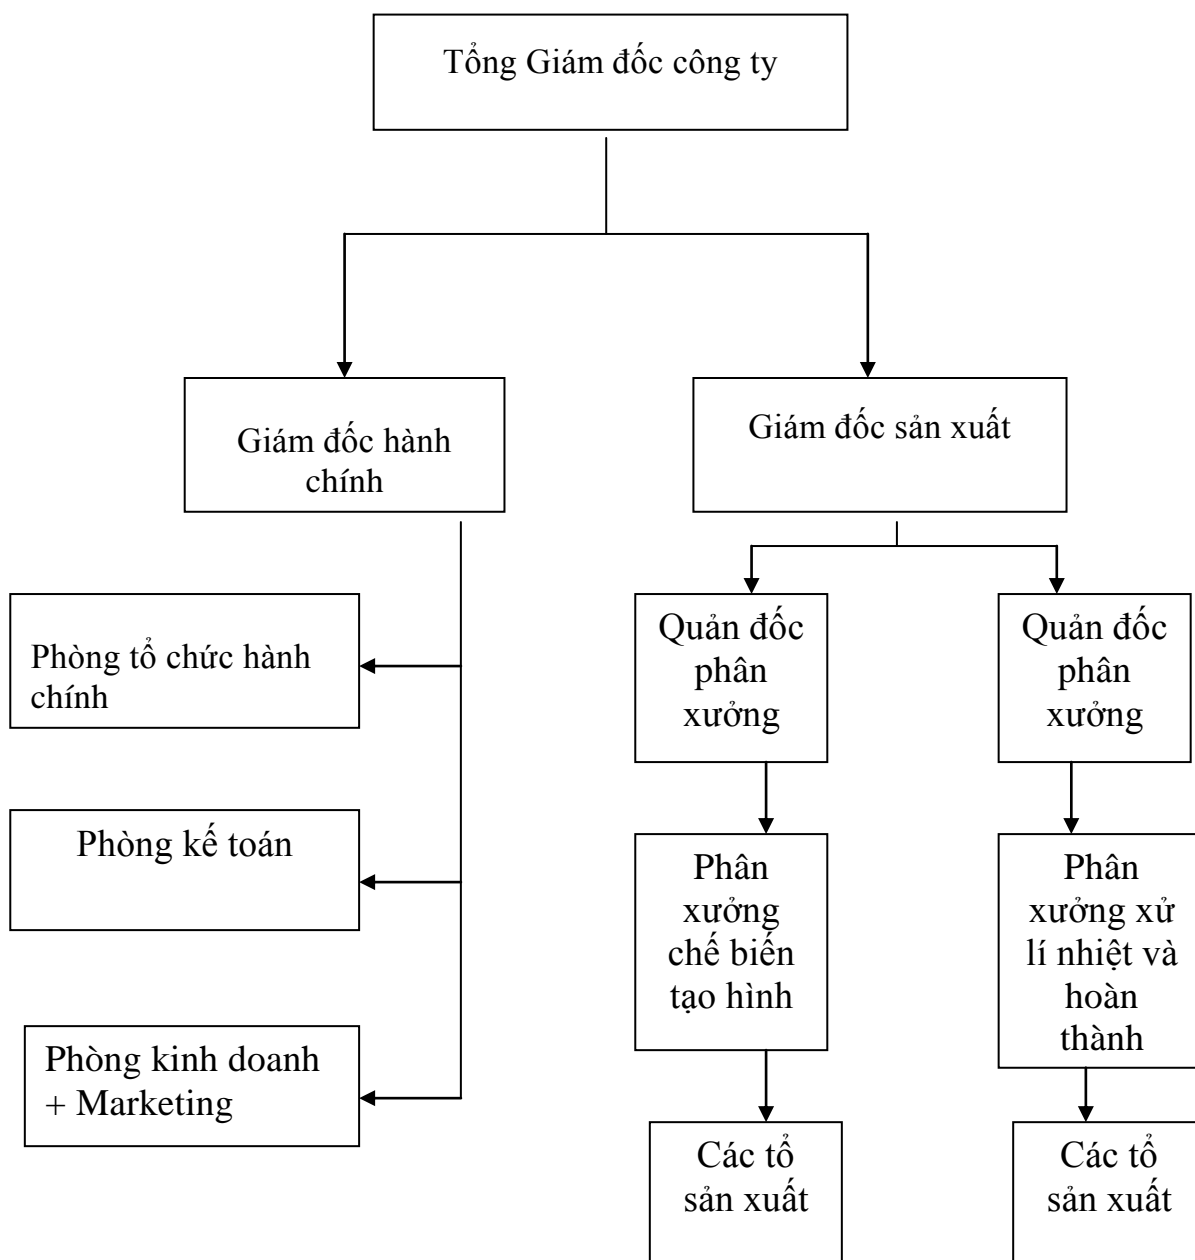 Tổng Giám đốc công ty
Giám đốc hành
chính
Giám đốc sản xuất
Phòng tổ chức hành
chính
Phòng kế toán
Phòng kinh doanh
+ Marketing
Quản đốc
phân
xưởng
Quản đốc
phân
xưởng
Phân
xưởng
chế biến
tạo hình
Phân
xưởng xử
lí nhiệt và
hoàn
thành
Các tổ
sản xuất
Các tổ
sản xuất